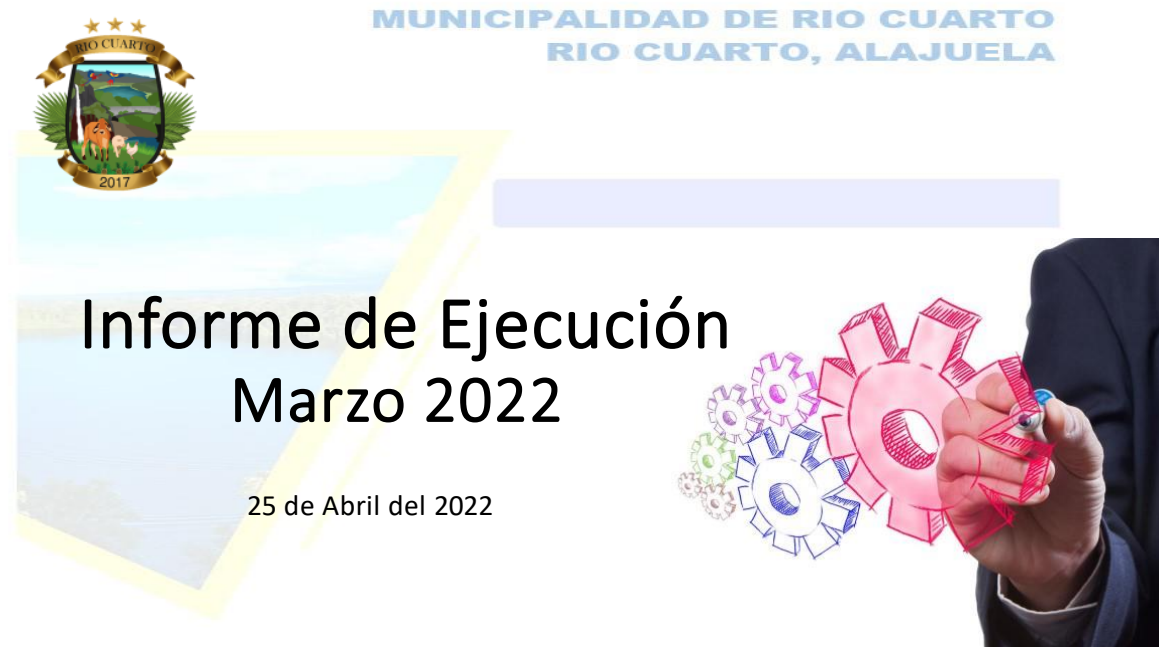 MUNICIPALIDAD DE RIO CUARTO
RIO CUARTO, ALAJUELA
RIO CUARTO
2017
Informe de Ejecución
Marzo 2022
25 de Abril del 2022